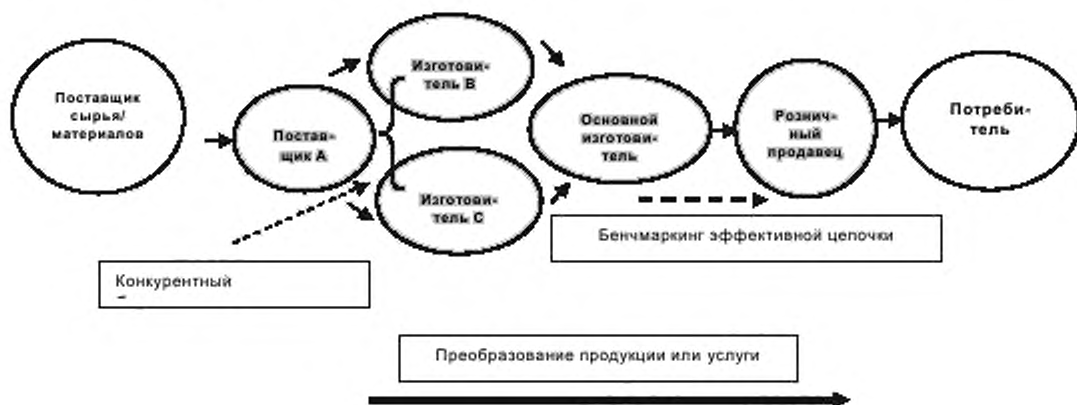 Поставщик
сырья/
материалов
Постав-
щик А
Изготови-
тель В
Изготови-
тель С
Основной
изготови-
тель
Рознич-
ный
продавец
Потреби-
тель
Бенчмаркинг эффективной цепочки
Конкурентный
Преобразование продукции или услуги